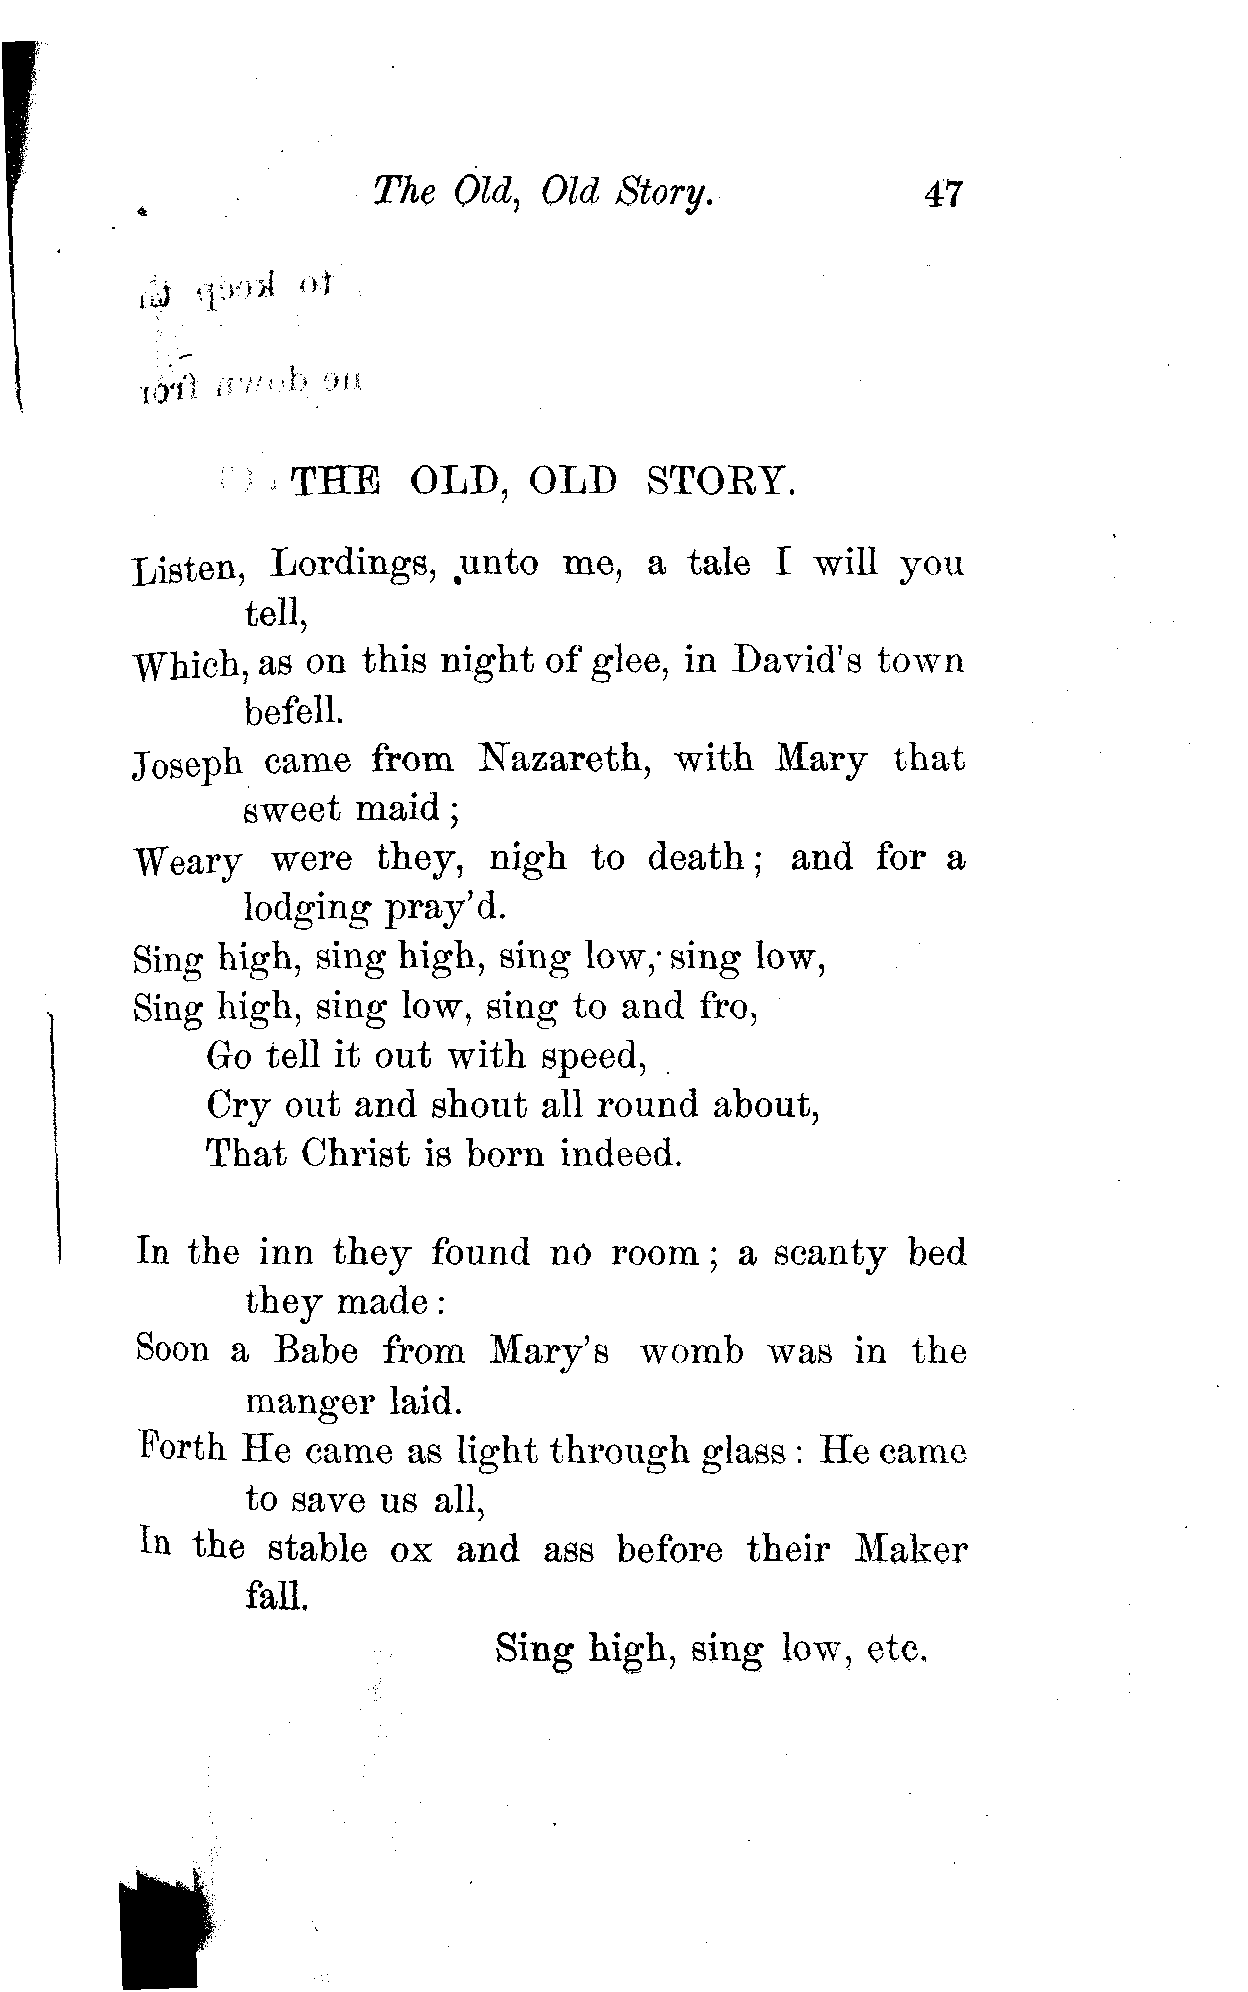 The Old, Old Story. 47
to keep
THE OLD, OLD STORY.
Listen, Lordings, unto me, a tale I will you
tell,
Which, as on this night of glee, in David's town
befell.
Joseph came from Nazareth, with Mary that
sweet maid;
Weary were they, nigh to death; and for a
lodging pray'd.
Sing high, sing high, sing low, sing low,
Sing high, sing low, sing to and fro,
Go tell it out with speed,
Cry out and shout all round about,
That Christ is born indeed.
In the inn they found no room; a scanty bed
they made:
Soon a Babe from Mary's womb was in the
manger laid.
Forth He came as light through glass: He came
to save us all,
In the stable ox and ass before their Maker
fall.
Sing high, sing low, etc.